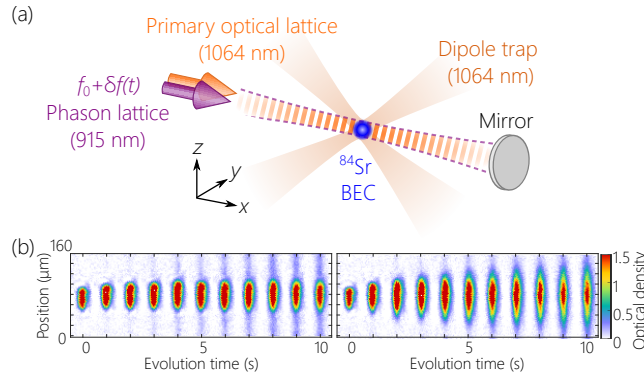 (a)
Primary optical lattice
(1064 nm)
Dipole trap
(1064 nm)
f₀+δf(t)
Phason lattice
(915 nm)
Mirror
⁸⁴Sr
BEC
z
y
x
(b)
160
Position (µm)
0
0 5 10
Evolution time (s)
0 5 10
Evolution time (s)
1.5
1
0.5
0
Optical density